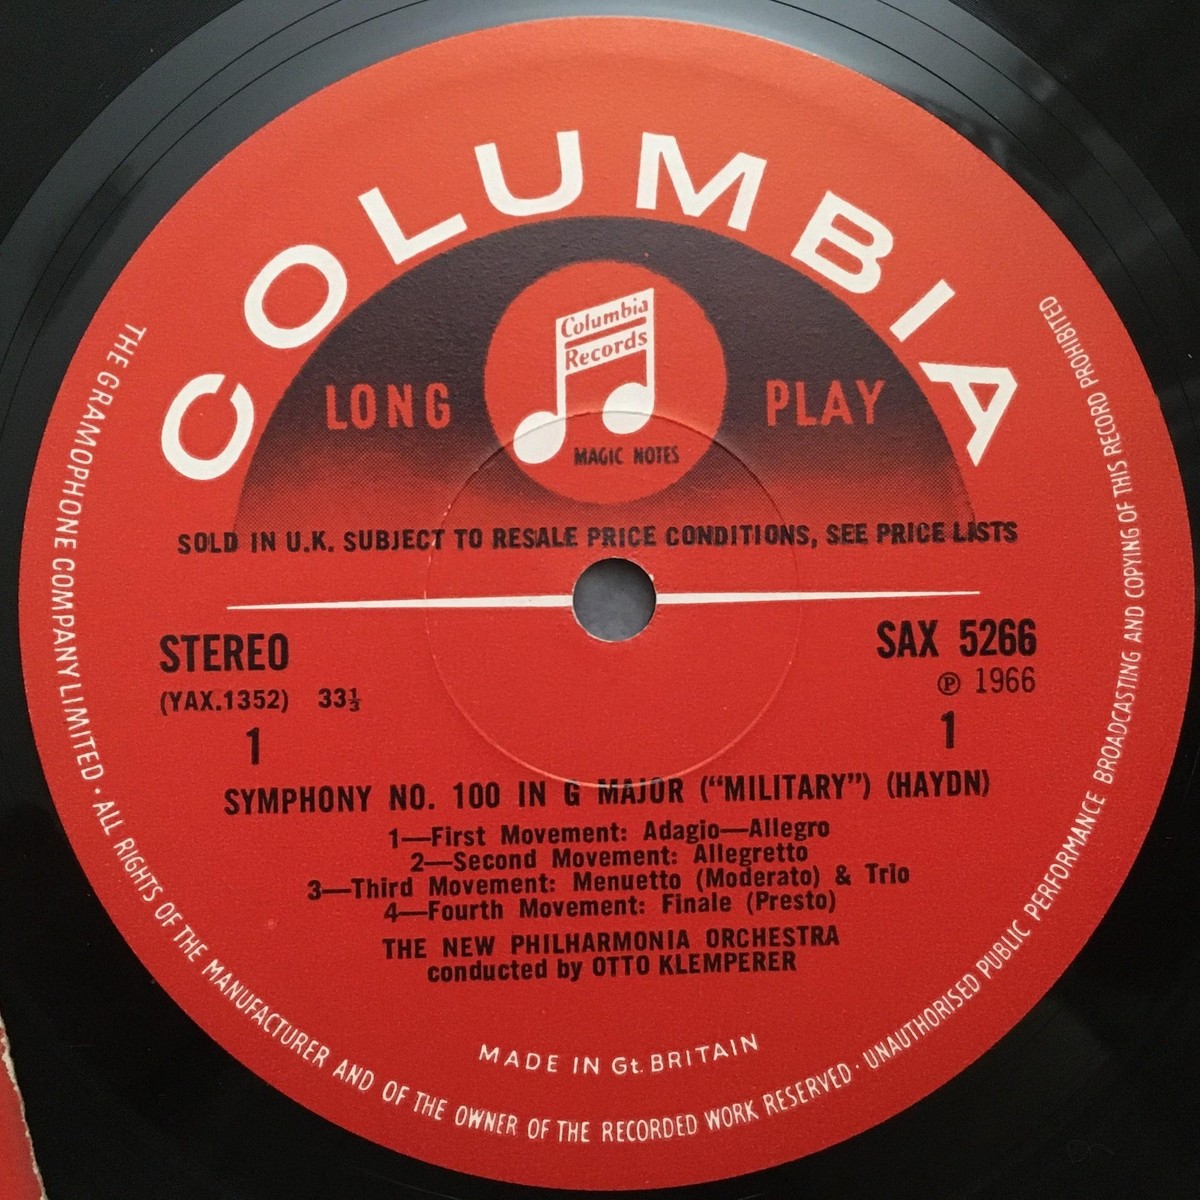 COLUMBIA
Columbia
Records
LONG PLAY
MAGIC NOTES
SOLD IN U.K. SUBJECT TO RESALE PRICE CONDITIONS, SEE PRICE LISTS
STEREO
(YAX.1352) 33⅓
1
SAX 5266
℗ 1966
1
SYMPHONY NO. 100 IN G MAJOR (“MILITARY”) (HAYDN)
1—First Movement: Adagio—Allegro
2—Second Movement: Allegretto
3—Third Movement: Menuetto (Moderato) & Trio
4—Fourth Movement: Finale (Presto)
THE NEW PHILHARMONIA ORCHESTRA
conducted by OTTO KLEMPERER
MADE IN Gt. BRITAIN
THE GRAMOPHONE COMPANY LIMITED · ALL RIGHTS OF THE MANUFACTURER AND OF THE OWNER OF THE RECORDED WORK RESERVED · UNAUTHORISED PUBLIC PERFORMANCE BROADCASTING AND COPYING OF THIS RECORD PROHIBITED